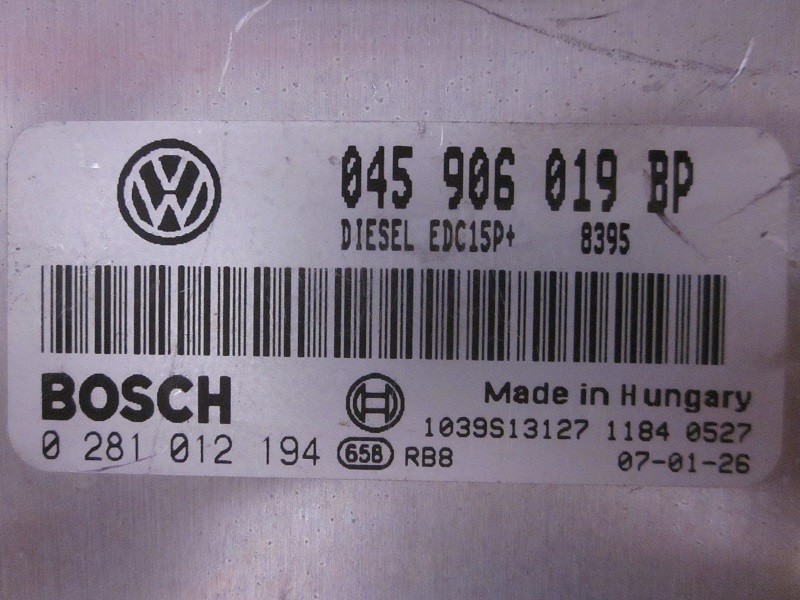 045 906 019 BP
DIESEL EDC15P+ 8395
BOSCH
Made in Hungary
0 281 012 194 658 RB8
1039S13127 1184 0527
07-01-26